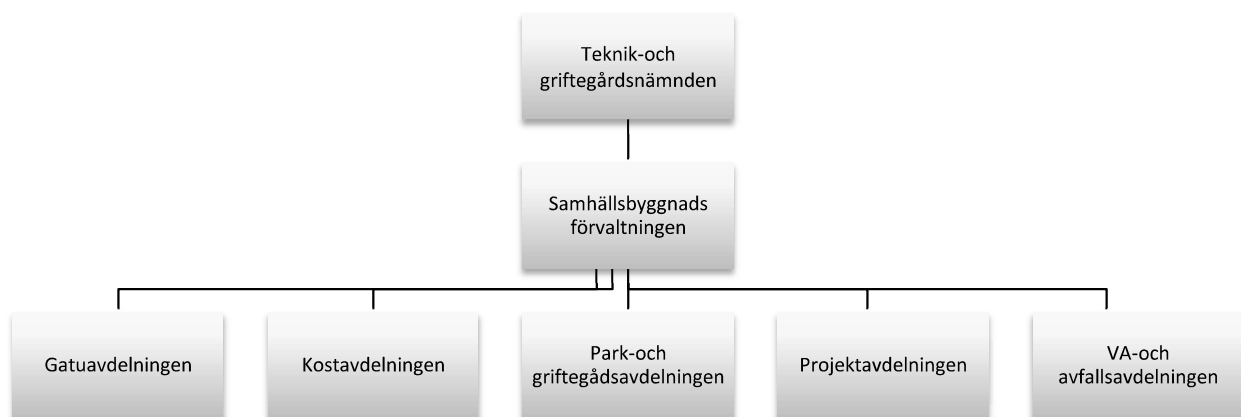 Teknik-och
griftegårdsnämnden
Samhällsbyggnads
förvaltningen
Gatuavdelningen
Kostavdelningen
Park-och
griftegådsavdelningen
Projektavdelningen
VA-och
avfallsavdelningen